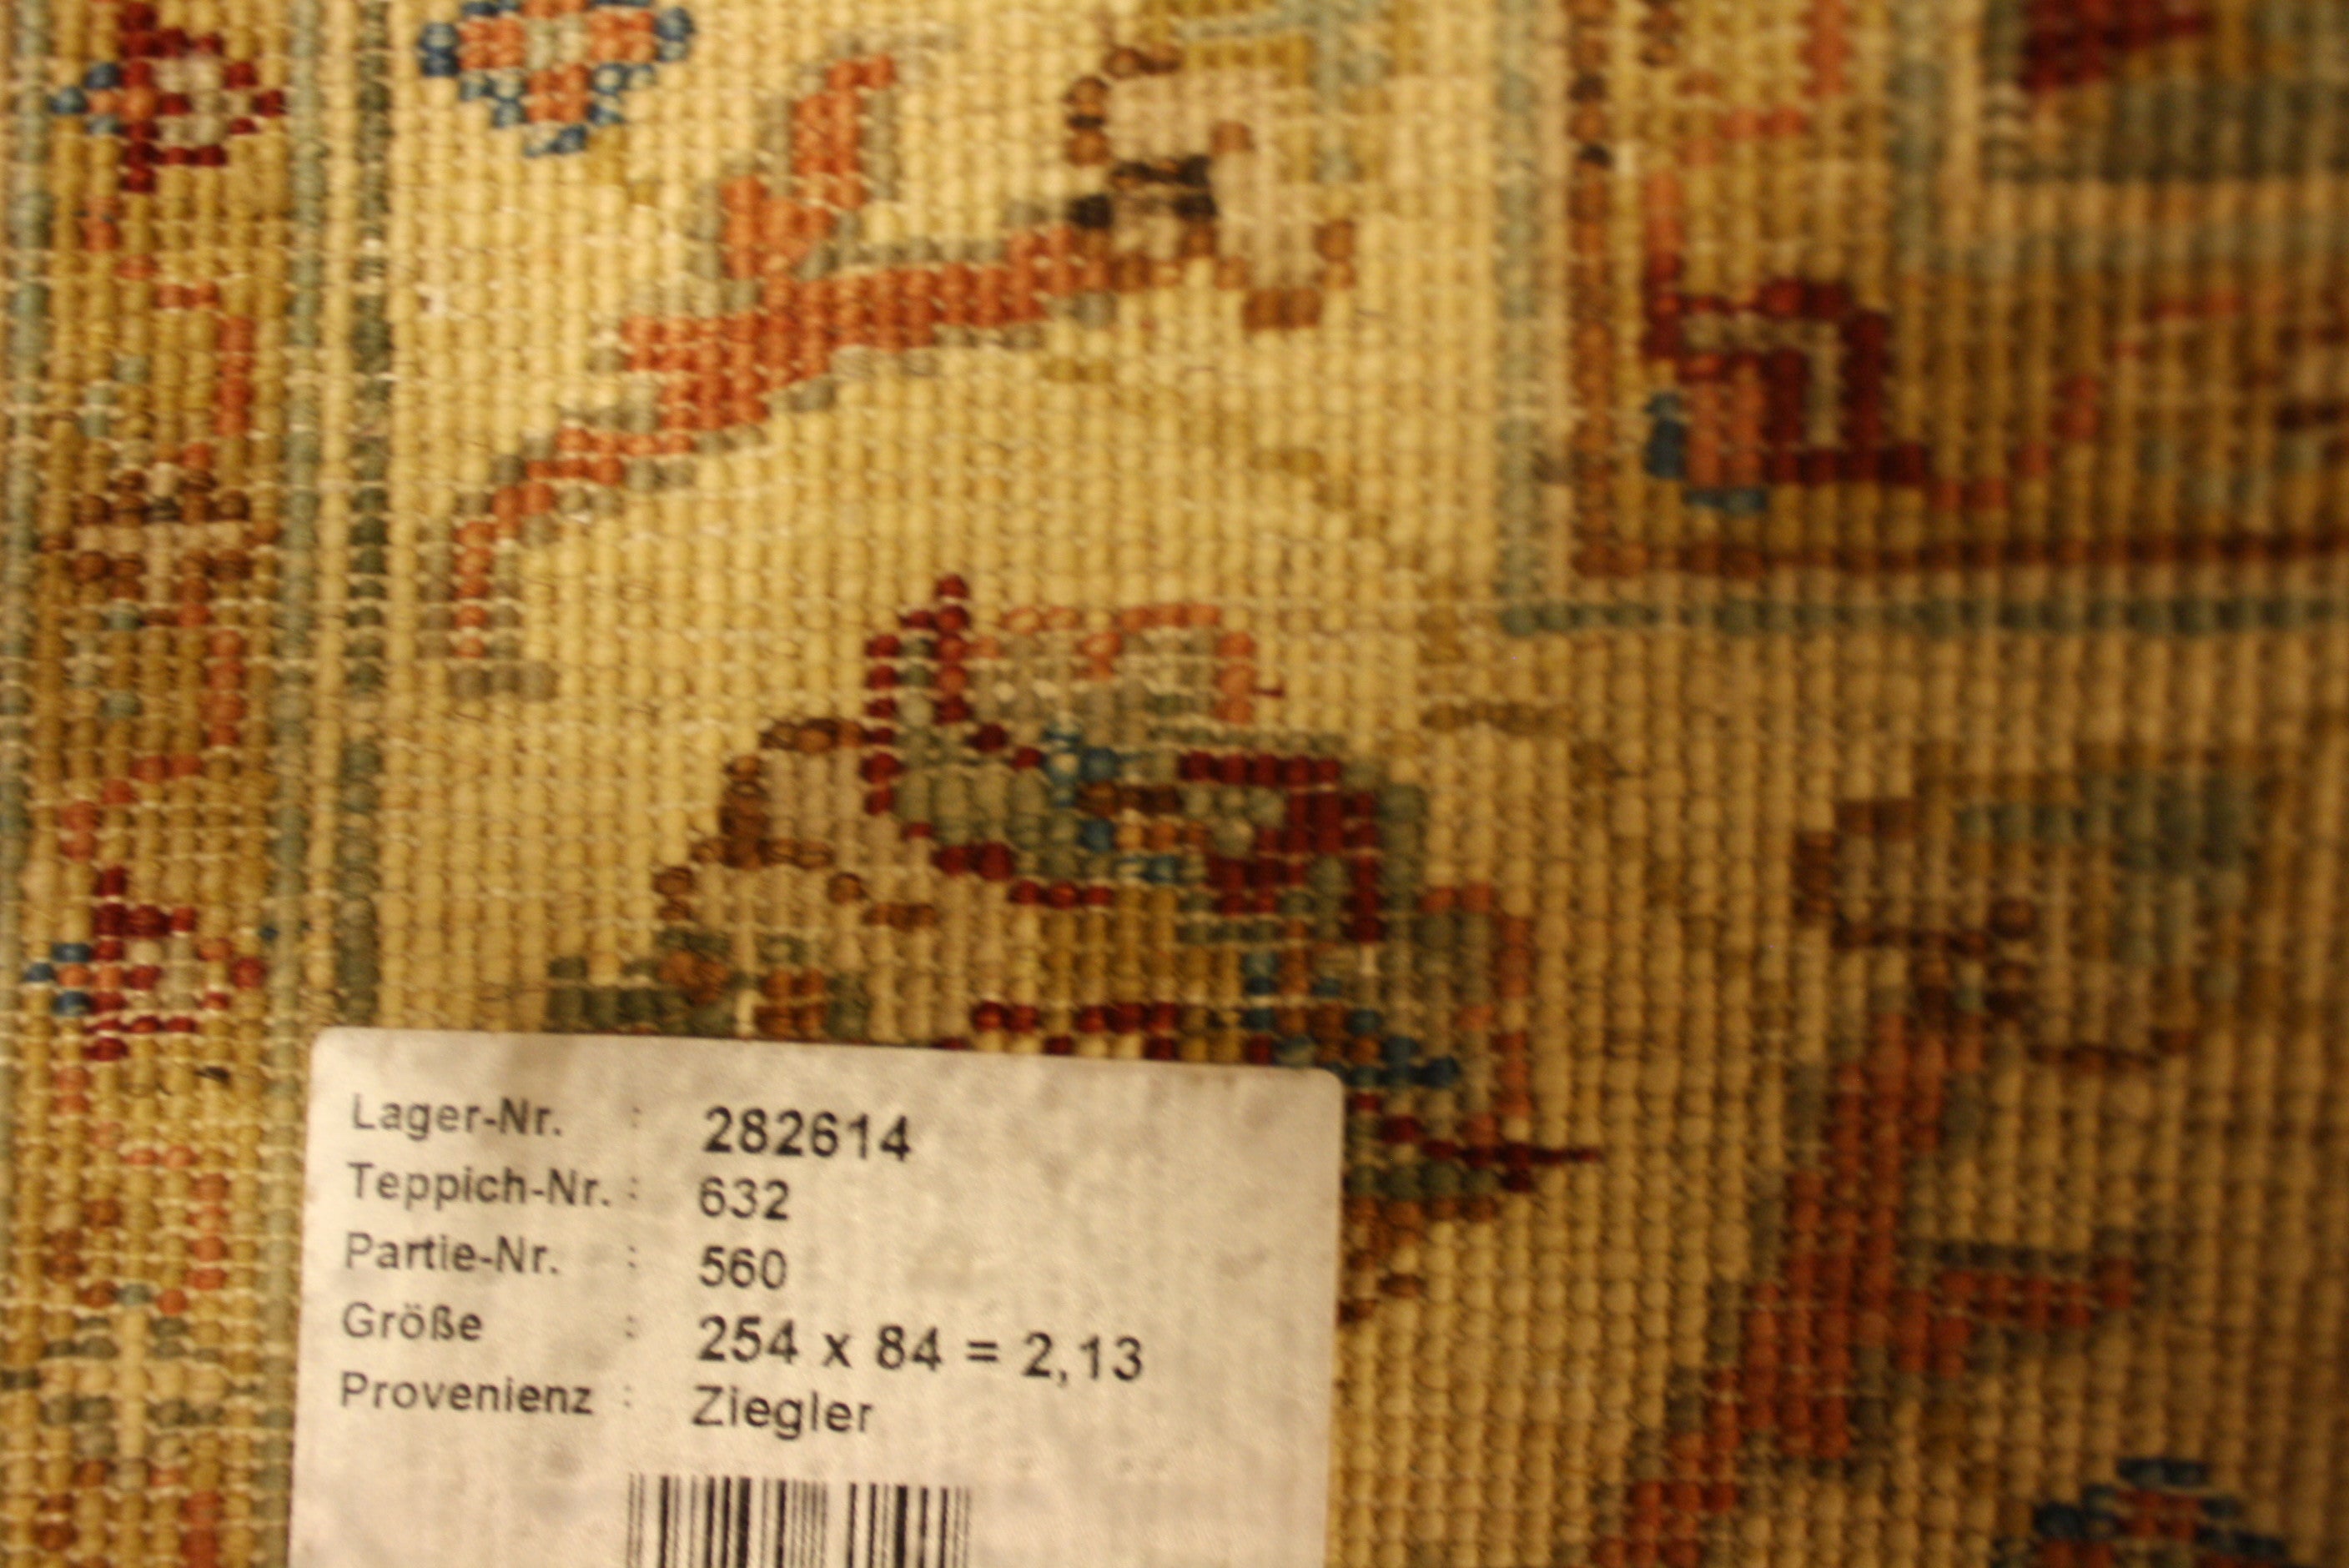 Lager-Nr. : 282614
Teppich-Nr. : 632
Partie-Nr. : 560
Größe : 254 x 84 = 2,13
Provenienz : Ziegler